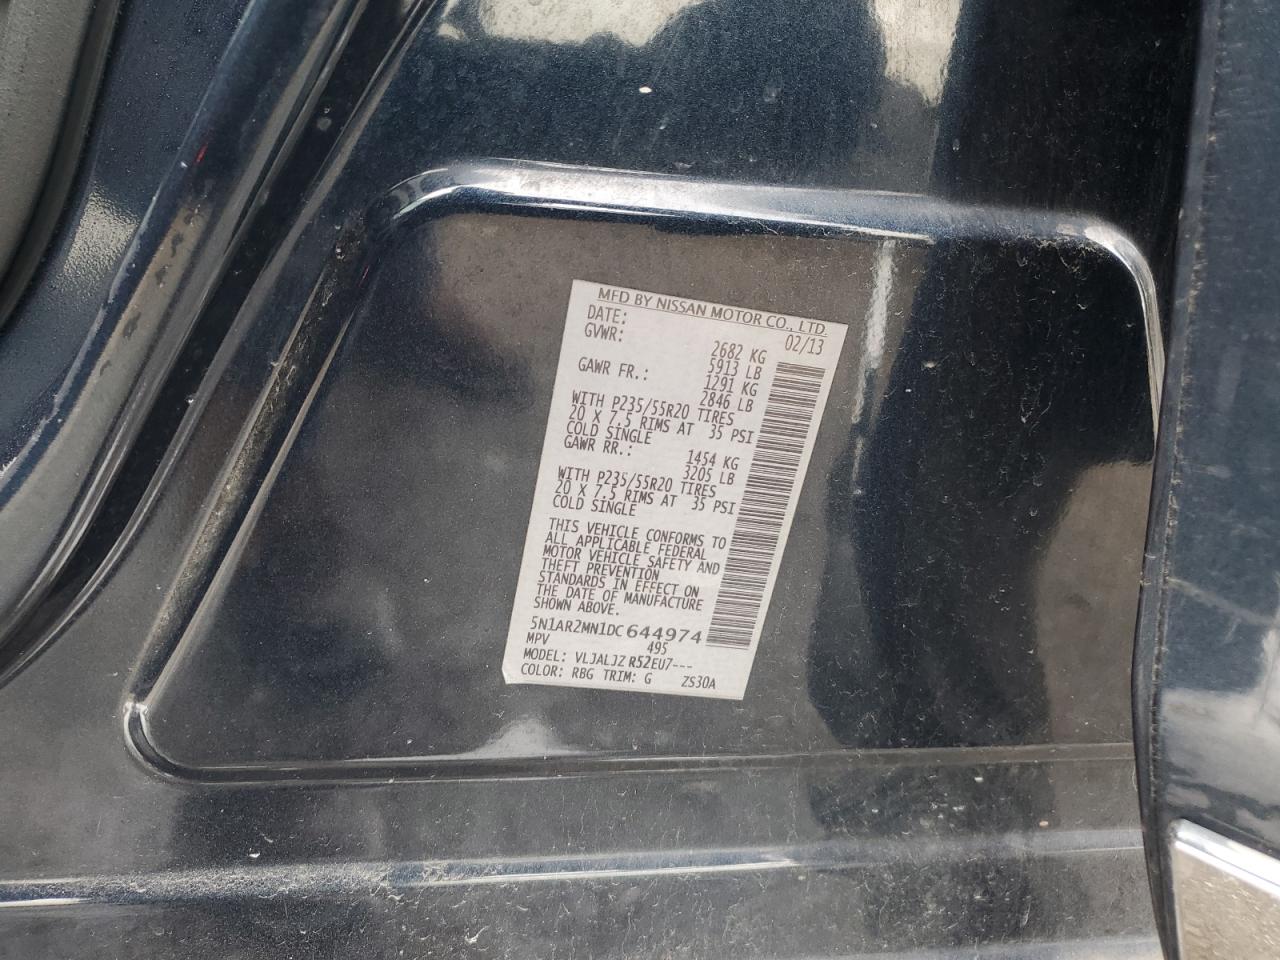 MFD BY NISSAN MOTOR CO., LTD.
DATE: 02/13
GVWR: 2682 KG
5913 LB
GAWR FR.: 1291 KG
2846 LB
WITH P235/55R20 TIRES
20 X 7.5 RIMS AT 35 PSI
COLD SINGLE
GAWR RR.: 1454 KG
3205 LB
WITH P235/55R20 TIRES
20 X 7.5 RIMS AT 35 PSI
COLD SINGLE
THIS VEHICLE CONFORMS TO
ALL APPLICABLE FEDERAL
MOTOR VEHICLE SAFETY AND
THEFT PREVENTION
STANDARDS IN EFFECT ON
THE DATE OF MANUFACTURE
SHOWN ABOVE.
5N1AR2MN1DC644974
MPV 495
MODEL: VLJALJZ R52EU7---
COLOR: RBG TRIM: G ZS30A